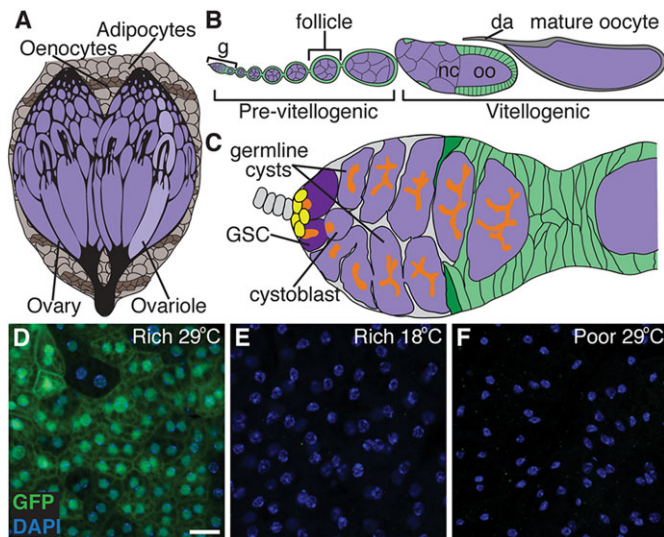 A
Adipocytes
Oenocytes
Ovary
Ovariole
B
g
follicle
da
mature oocyte
nc
oo
Pre-vitellogenic
Vitellogenic
C
germline
cysts
GSC
cystoblast
D
Rich 29°C
GFP
DAPI
E
Rich 18°C
F
Poor 29°C